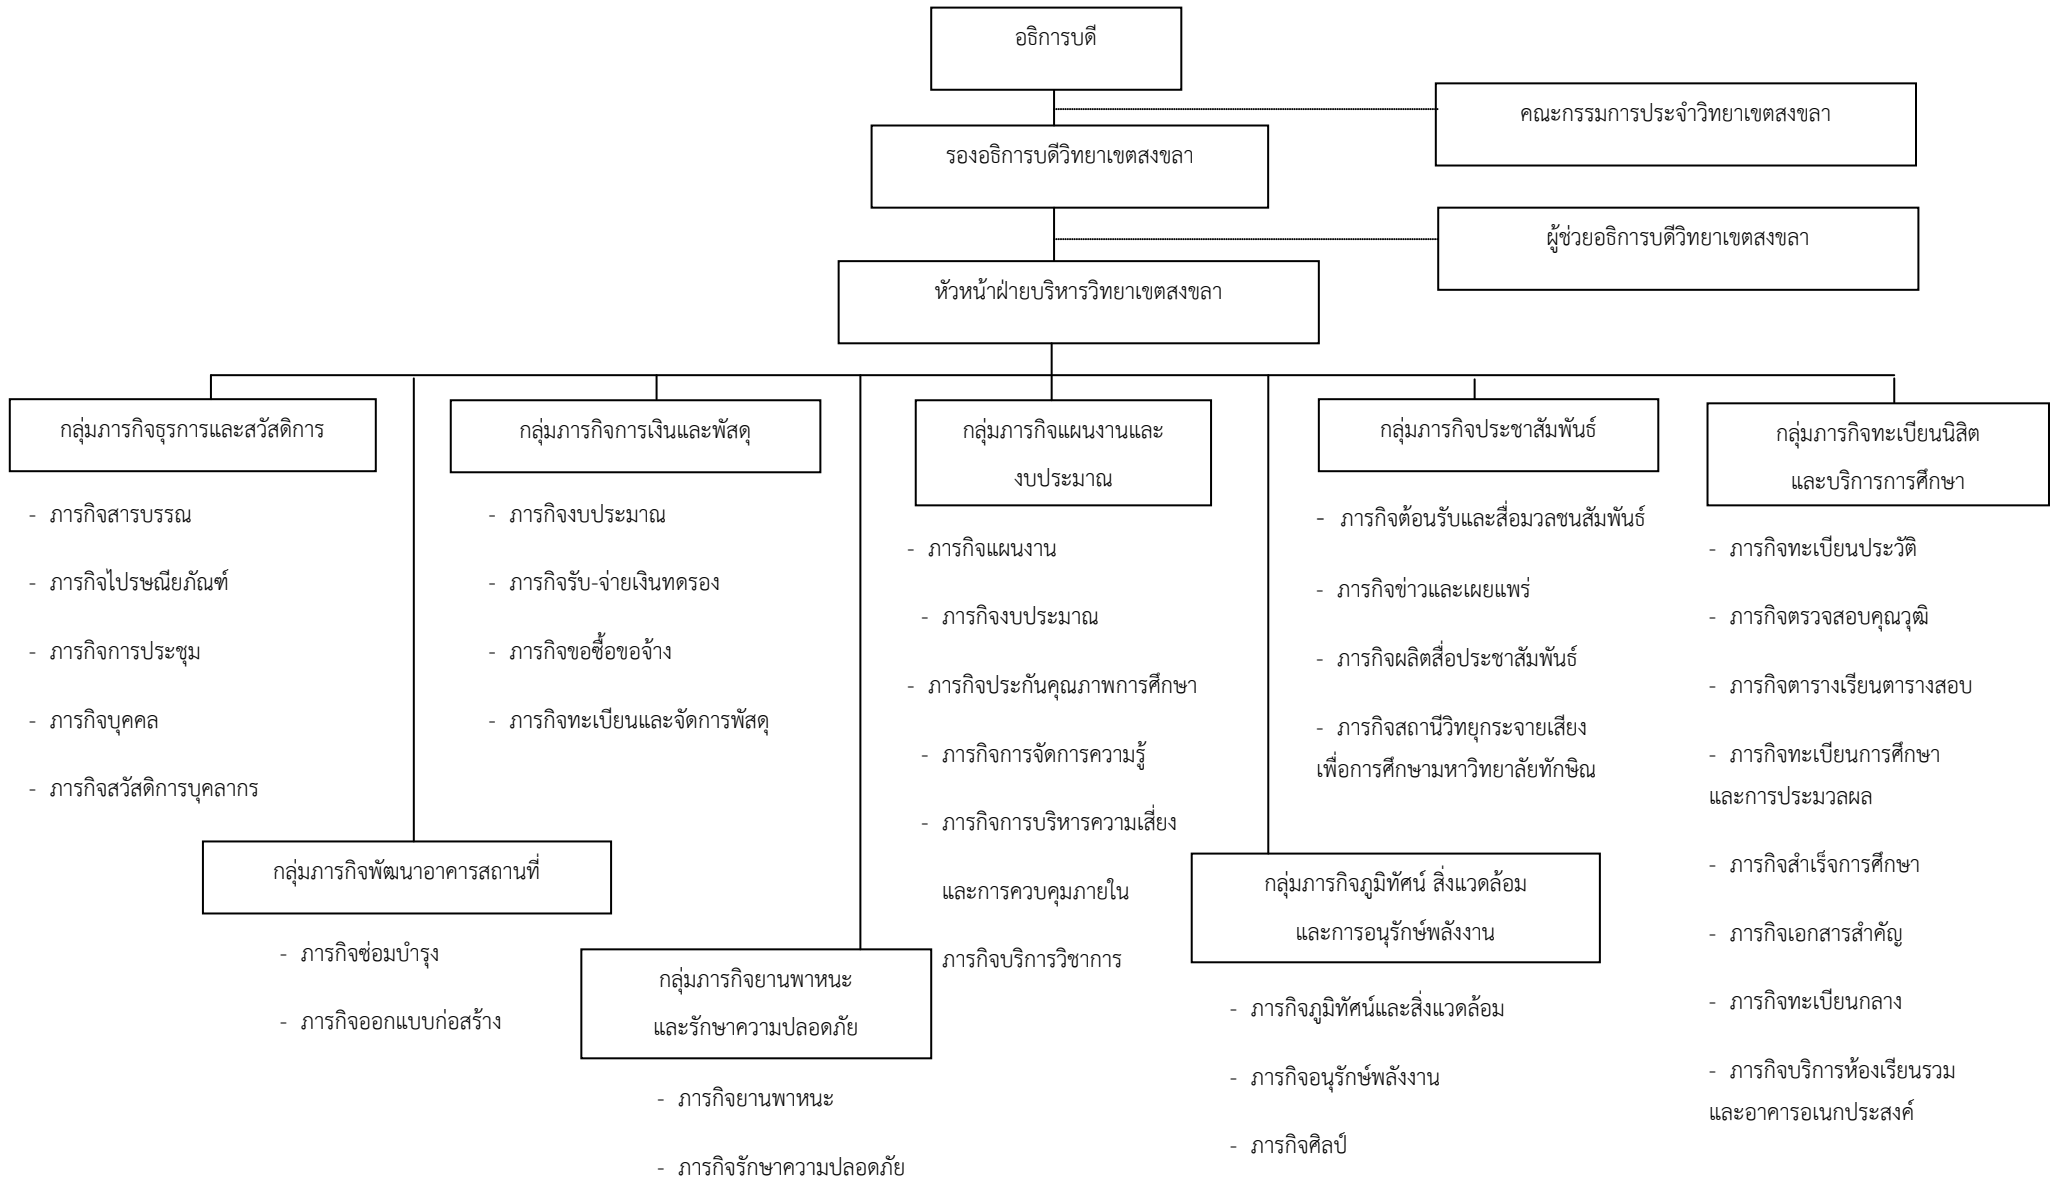 อธิการบดี
คณะกรรมการประจำวิทยาเขตสงขลา
รองอธิการบดีวิทยาเขตสงขลา
ผู้ช่วยอธิการบดีวิทยาเขตสงขลา
หัวหน้าฝ่ายบริหารวิทยาเขตสงขลา
กลุ่มภารกิจธุรการและสวัสดิการ
- ภารกิจสารบรรณ
- ภารกิจไปรษณียภัณฑ์
- ภารกิจการประชุม
- ภารกิจบุคคล
- ภารกิจสวัสดิการบุคลากร
กลุ่มภารกิจพัฒนาอาคารสถานที่
- ภารกิจซ่อมบำรุง
- ภารกิจออกแบบก่อสร้าง
กลุ่มภารกิจการเงินและพัสดุ
- ภารกิจงบประมาณ
- ภารกิจรับ-จ่ายเงินทดรอง
- ภารกิจขอซื้อขอจ้าง
- ภารกิจทะเบียนและจัดการพัสดุ
กลุ่มภารกิจยานพาหนะ
และรักษาความปลอดภัย
- ภารกิจยานพาหนะ
- ภารกิจรักษาความปลอดภัย
กลุ่มภารกิจแผนงานและ
งบประมาณ
- ภารกิจแผนงาน
- ภารกิจงบประมาณ
- ภารกิจประกันคุณภาพการศึกษา
- ภารกิจการจัดการความรู้
- ภารกิจการบริหารความเสี่ยง
และการควบคุมภายใน
ภารกิจบริการวิชาการ
กลุ่มภารกิจภูมิทัศน์ สิ่งแวดล้อม
และการอนุรักษ์พลังงาน
- ภารกิจภูมิทัศน์และสิ่งแวดล้อม
- ภารกิจอนุรักษ์พลังงาน
- ภารกิจศิลป์
กลุ่มภารกิจประชาสัมพันธ์
- ภารกิจต้อนรับและสื่อมวลชนสัมพันธ์
- ภารกิจข่าวและเผยแพร่
- ภารกิจผลิตสื่อประชาสัมพันธ์
- ภารกิจสถานีวิทยุกระจายเสียง
เพื่อการศึกษามหาวิทยาลัยทักษิณ
กลุ่มภารกิจทะเบียนนิสิต
และบริการการศึกษา
- ภารกิจทะเบียนประวัติ
- ภารกิจตรวจสอบคุณวุฒิ
- ภารกิจตารางเรียนตารางสอบ
- ภารกิจทะเบียนการศึกษา
และการประมวลผล
- ภารกิจสำเร็จการศึกษา
- ภารกิจเอกสารสำคัญ
- ภารกิจทะเบียนกลาง
- ภารกิจบริการห้องเรียนรวม
และอาคารอเนกประสงค์